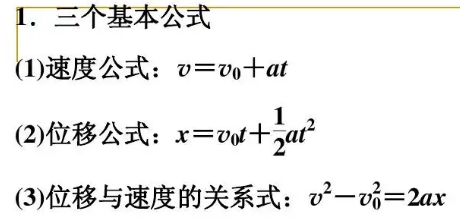 1．三个基本公式
(1)速度公式：v＝v₀＋at
(2)位移公式：x＝v₀t＋½at²
(3)位移与速度的关系式：v²－v₀²＝2ax